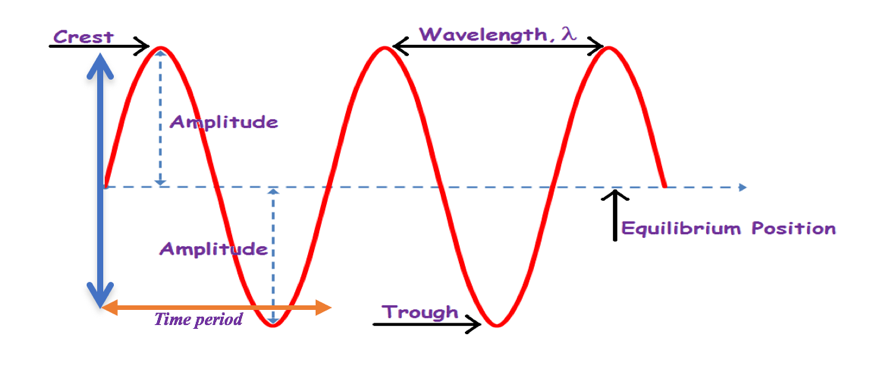 Crest
Wavelength, λ
Amplitude
Equilibrium Position
Amplitude
Trough
Time period